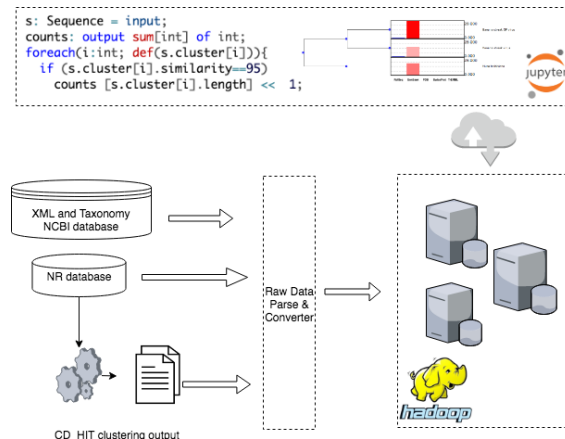 s: Sequence = input;
counts: output sum[int] of int;
foreach(i:int; def(s.cluster[i])){
if (s.cluster[i].similarity==95)
counts [s.cluster[i].length] << 1;
jupyter
XML and Taxonomy
NCBI database
NR database
Raw Data
Parse &
Converter
CD_HIT clustering output
hadoop